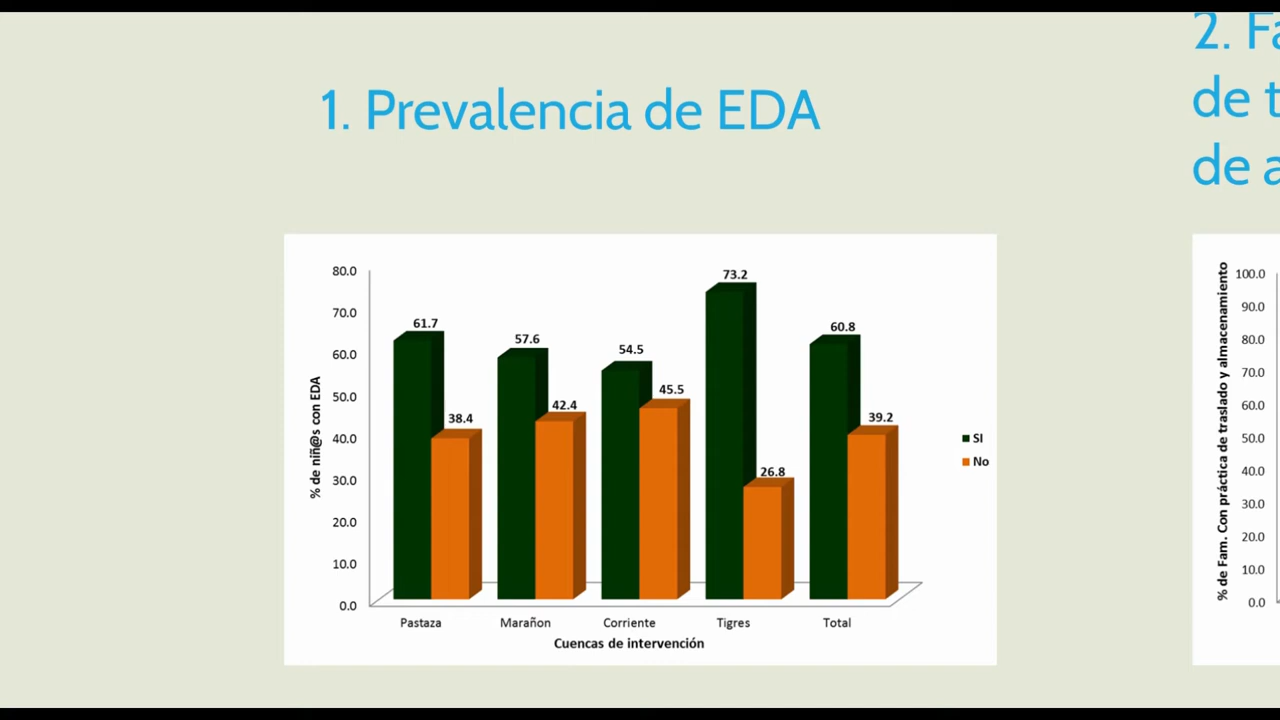 1. Prevalencia de EDA
80.0
70.0
60.0
50.0
40.0
30.0
20.0
10.0
0.0
% de niñ@s con EDA
61.7
38.4
57.6
42.4
54.5
45.5
73.2
26.8
60.8
39.2
Pastaza
Marañon
Corriente
Tigres
Total
Cuencas de intervención
SI
No
2. Fa
de t
de a
% de Fam. Con práctica de traslado y almacenamiento
100.0
90.0
80.0
70.0
60.0
50.0
40.0
30.0
20.0
10.0
0.0